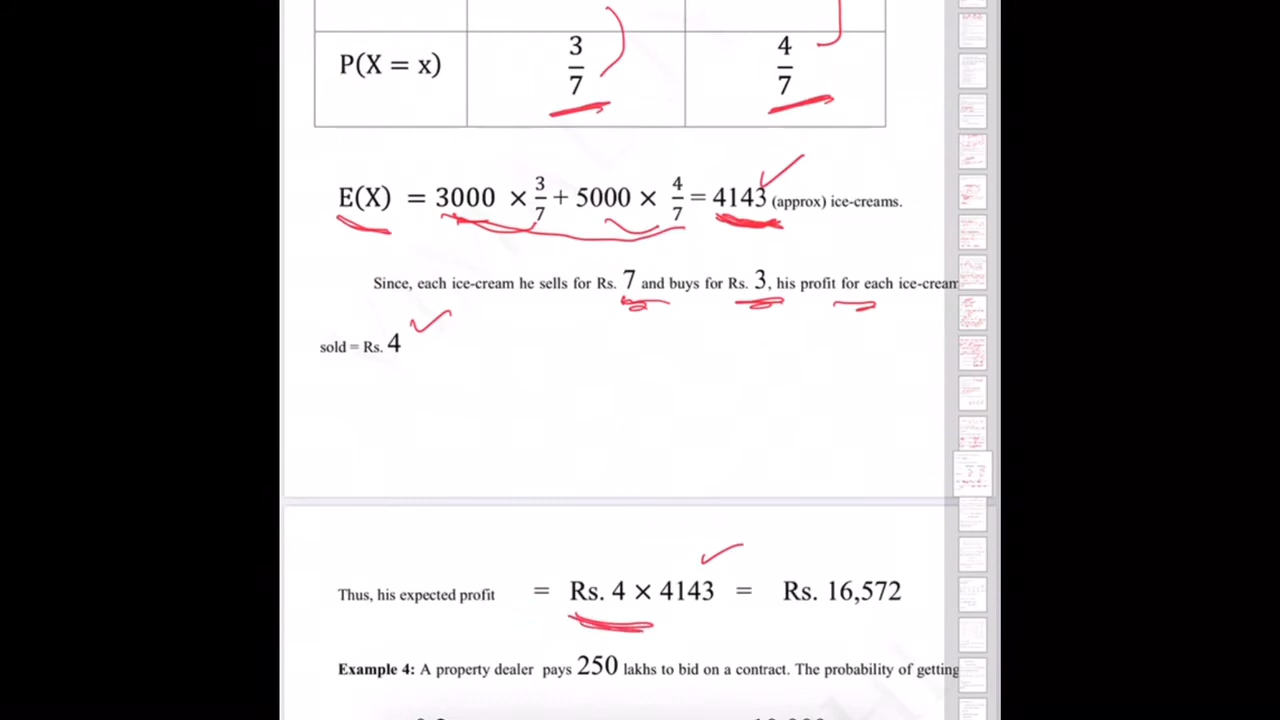 P(X = x) 3/7 4/7
E(X) = 3000 × 3/7 + 5000 × 4/7 = 4143 (approx) ice-creams.
Since, each ice-cream he sells for Rs. 7 and buys for Rs. 3, his profit for each ice-cream
sold = Rs. 4
Thus, his expected profit = Rs. 4 × 4143 = Rs. 16,572
Example 4: A property dealer pays 250 lakhs to bid on a contract. The probability of getting